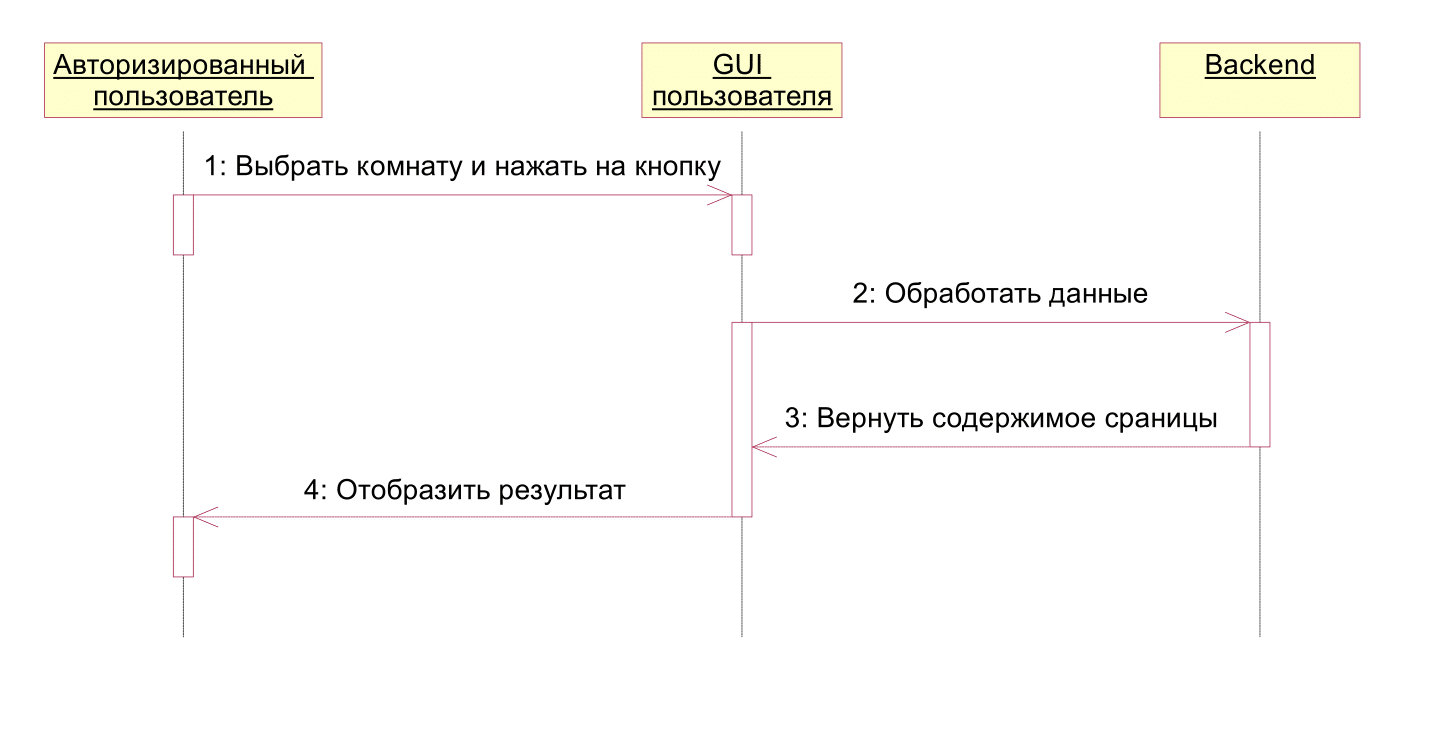 Авторизированный
пользователь
GUI
пользователя
Backend
1: Выбрать комнату и нажать на кнопку
2: Обработать данные
3: Вернуть содержимое сраницы
4: Отобразить результат